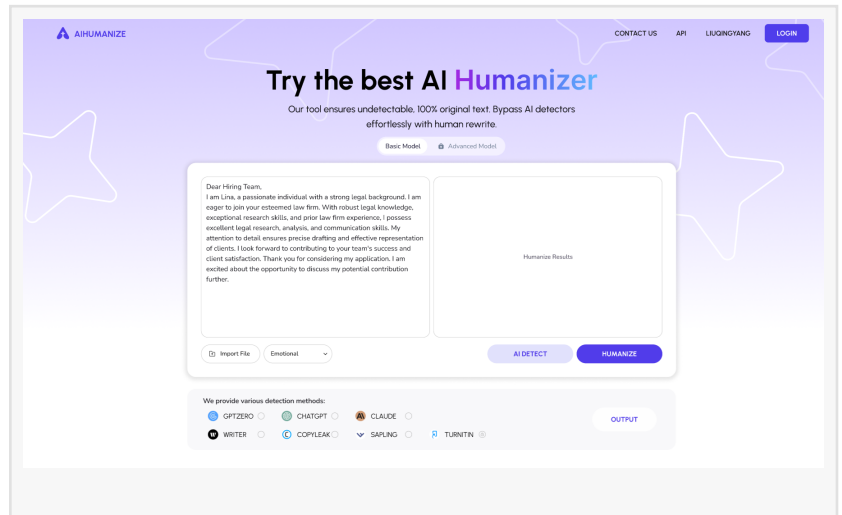 AIHUMANIZE
CONTACT US
API
LIUQINGYANG
LOGIN
Try the best AI Humanizer
Our tool ensures undetectable, 100% original text. Bypass AI detectors
effortlessly with human rewrite.
Basic Model
Advanced Model
Dear Hiring Team,
I am Lina, a passionate individual with a strong legal background. I am
eager to join your esteemed law firm. With robust legal knowledge,
exceptional research skills, and prior law firm experience, I possess
excellent legal research, analysis, and communication skills. My
attention to detail ensures precise drafting and effective representation
of clients. I look forward to contributing to your team's success and
client satisfaction. Thank you for considering my application. I am
excited about the opportunity to discuss my potential contribution
further.
Humanize Results
Import File
Emotional
AI DETECT
HUMANIZE
We provide various detection methods:
GPTZERO
CHATGPT
CLAUDE
WRITER
COPYLEAK
SAPLING
TURNITIN
OUTPUT